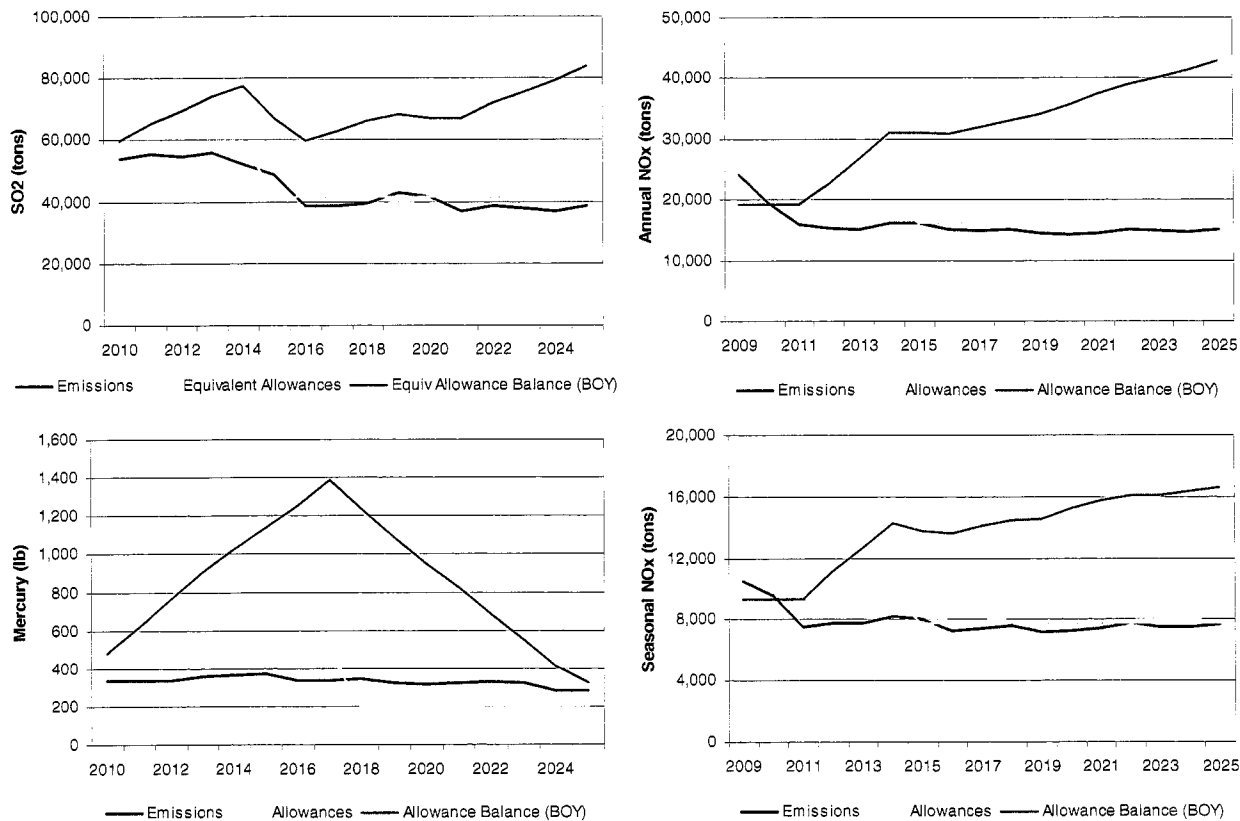 100,000
80,000
60,000
40,000
20,000
0
SO2 (tons)
2010 2012 2014 2016 2018 2020 2022 2024
Emissions Equivalent Allowances Equiv Allowance Balance (BOY)
50,000
40,000
30,000
20,000
10,000
0
Annual NOx (tons)
2009 2011 2013 2015 2017 2019 2021 2023 2025
Emissions Allowances Allowance Balance (BOY)
1,600
1,400
1,200
1,000
800
600
400
200
0
Mercury (lb)
2010 2012 2014 2016 2018 2020 2022 2024
Emissions Allowances Allowance Balance (BOY)
20,000
16,000
12,000
8,000
4,000
0
Seasonal NOx (tons)
2009 2011 2013 2015 2017 2019 2021 2023 2025
Emissions Allowances Allowance Balance (BOY)